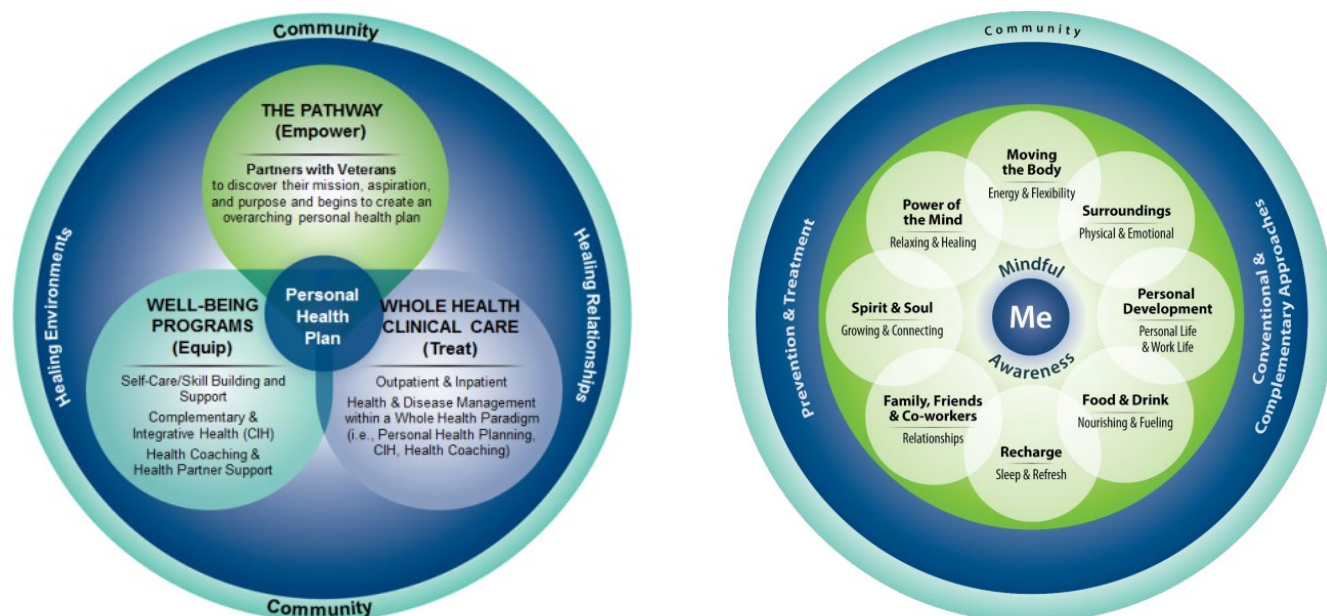 Community
THE PATHWAY
(Empower)
Partners with Veterans
to discover their mission, aspiration,
and purpose and begins to create an
overarching personal health plan
Healing Environments
Healing Relationships
Personal
Health
Plan
WELL-BEING
PROGRAMS
(Equip)
Self-Care/Skill Building and
Support
Complementary &
Integrative Health (CIH)
Health Coaching &
Health Partner Support
WHOLE HEALTH
CLINICAL CARE
(Treat)
Outpatient & Inpatient
Health & Disease Management
within a Whole Health Paradigm
(i.e., Personal Health Planning,
CIH, Health Coaching)
Community
Community
Prevention & Treatment
Conventional &
Complementary Approaches
Moving
the Body
Energy & Flexibility
Surroundings
Physical & Emotional
Personal
Development
Personal Life
& Work Life
Food & Drink
Nourishing & Fueling
Recharge
Sleep & Refresh
Family, Friends
& Co-workers
Relationships
Spirit & Soul
Growing & Connecting
Power of
the Mind
Relaxing & Healing
Mindful
Me
Awareness